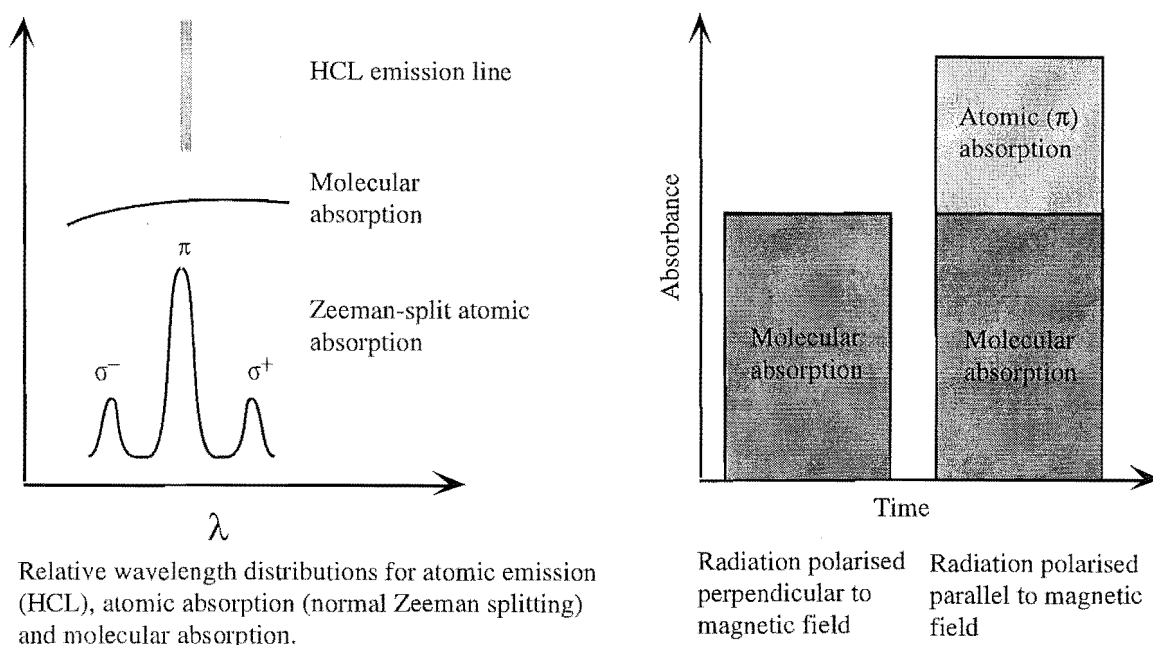 HCL emission line
Molecular
absorption
π
Zeeman-split atomic
absorption
σ−
σ+
λ
Relative wavelength distributions for atomic emission
(HCL), atomic absorption (normal Zeeman splitting)
and molecular absorption.
Absorbance
Atomic (π)
absorption
Molecular
absorption
Molecular
absorption
Time
Radiation polarised
perpendicular to
magnetic field
Radiation polarised
parallel to magnetic
field